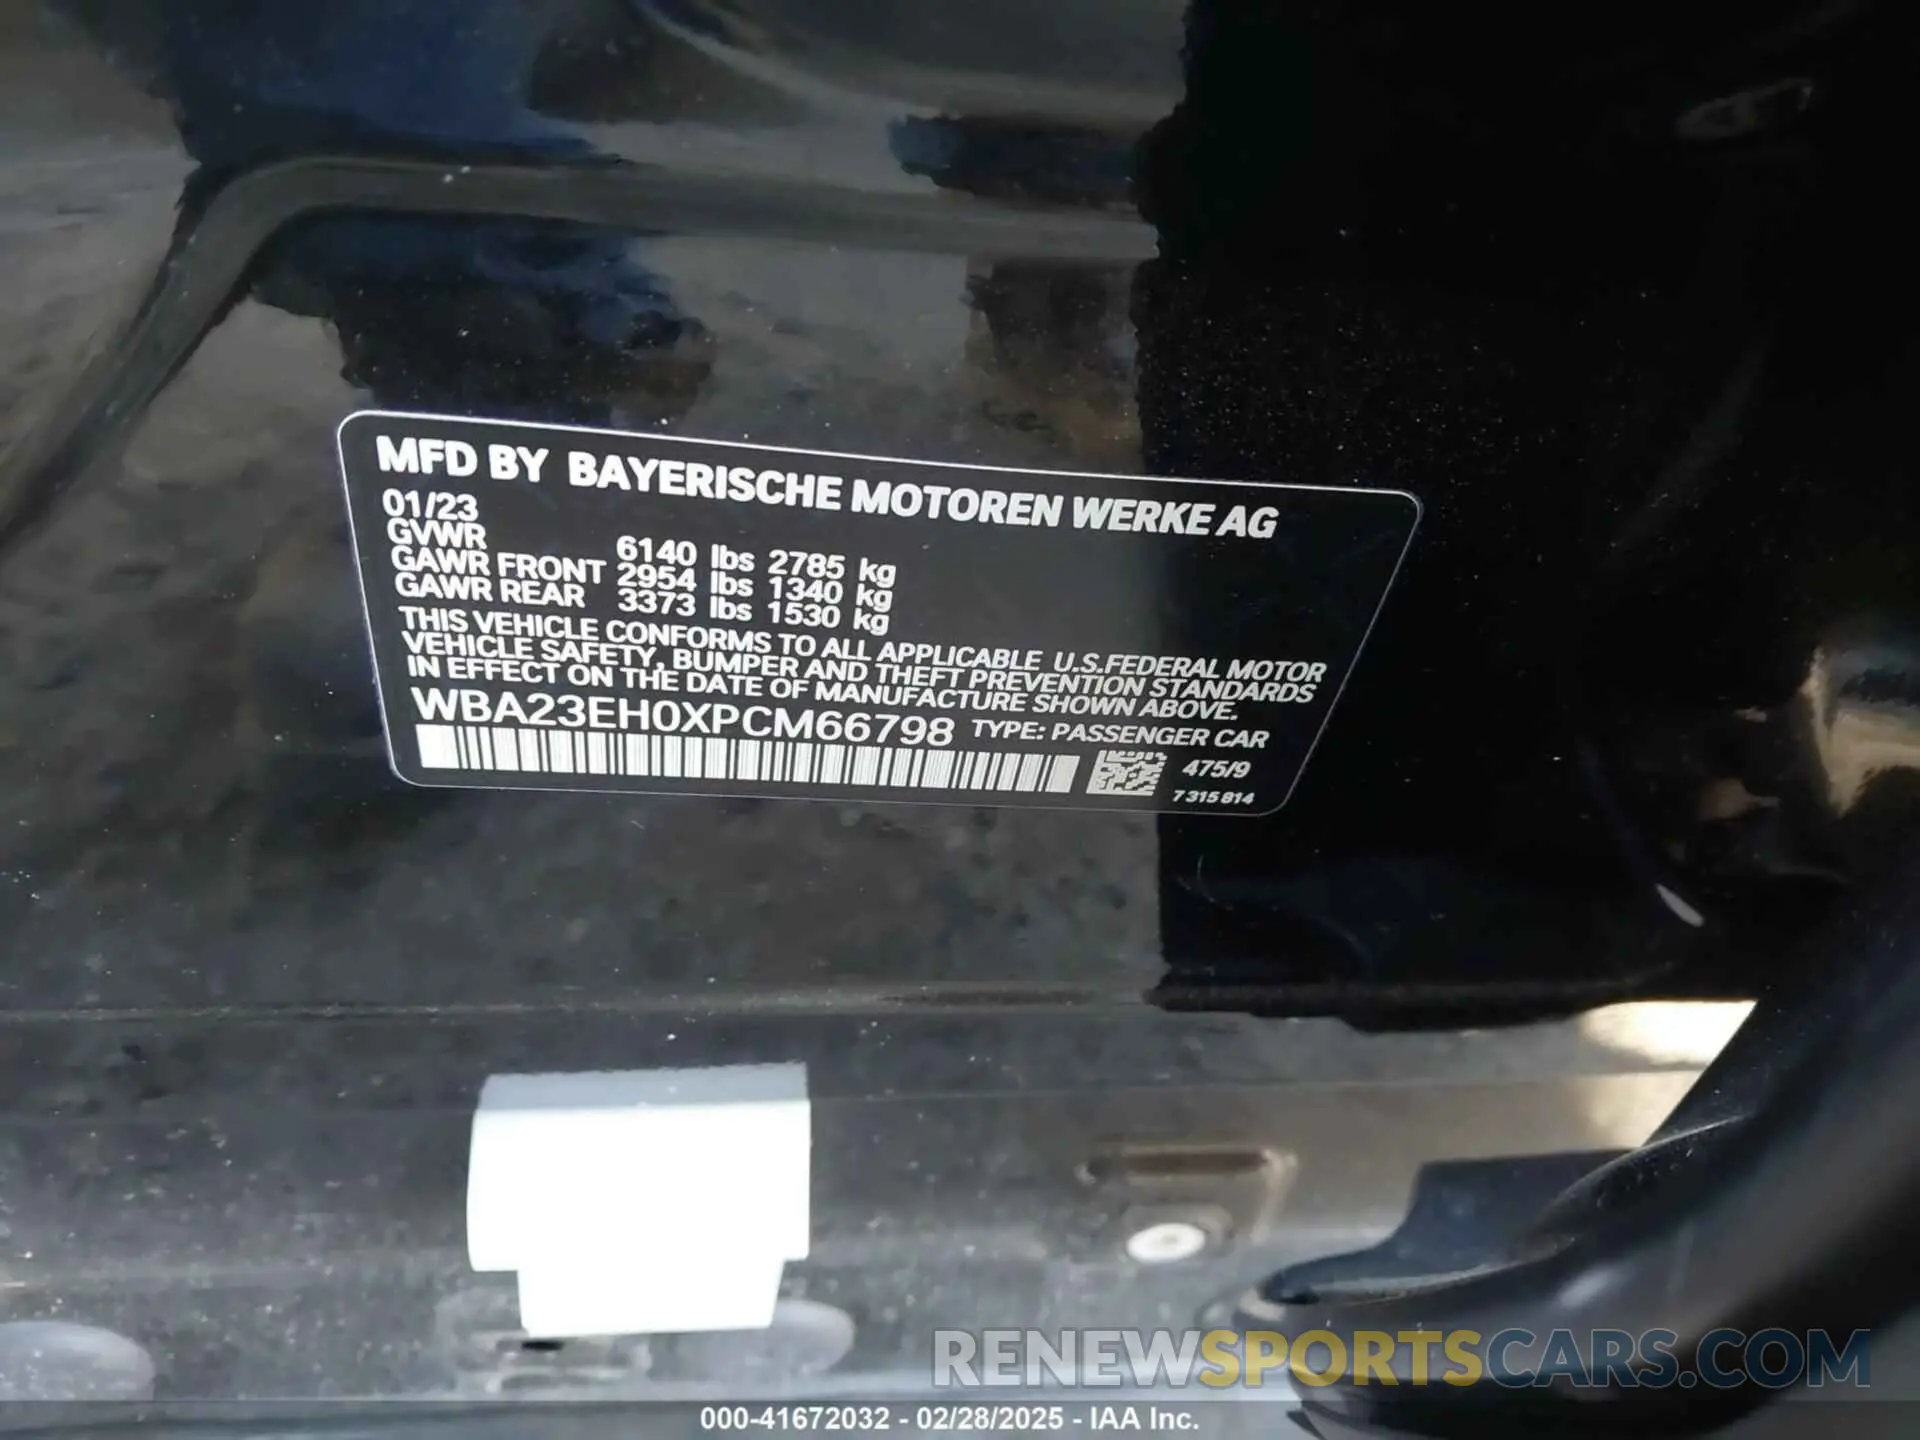 MFD BY BAYERISCHE MOTOREN WERKE AG
01/23
GVWR 6140 lbs 2785 kg
GAWR FRONT 2954 lbs 1340 kg
GAWR REAR 3373 lbs 1530 kg
THIS VEHICLE CONFORMS TO ALL APPLICABLE U.S.FEDERAL MOTOR
VEHICLE SAFETY, BUMPER AND THEFT PREVENTION STANDARDS
IN EFFECT ON THE DATE OF MANUFACTURE SHOWN ABOVE.
WBA23EH0XPCM66798 TYPE: PASSENGER CAR
475/9
7 315 814
RENEWSPORTSCARS.COM
000-41672032 - 02/28/2025 - IAA Inc.